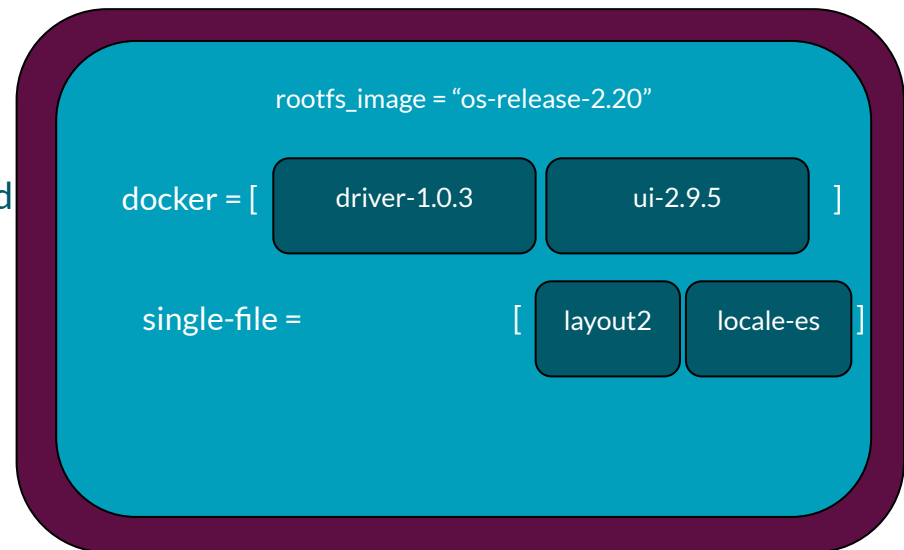 rootfs_image = “os-release-2.20”
d docker = [ driver-1.0.3 ui-2.9.5 ]
single-file = [ layout2 locale-es ]